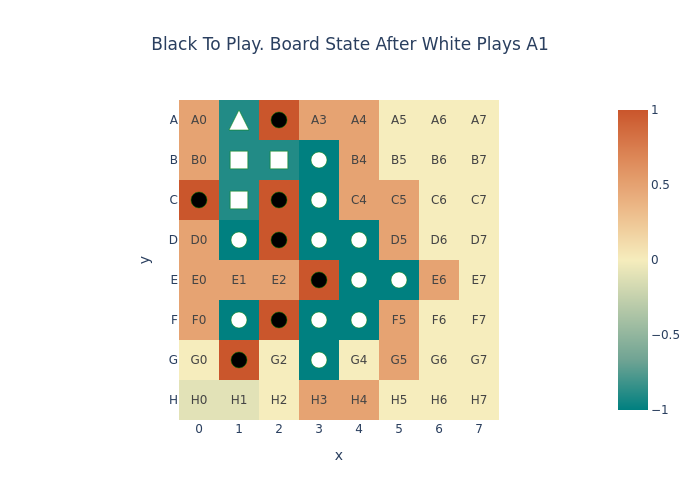 Black To Play. Board State After White Plays A1
A A0 A3 A4 A5 A6 A7
B B0 B4 B5 B6 B7
C C4 C5 C6 C7
D D0 D5 D6 D7
E E0 E1 E2 E6 E7
F F0 F5 F6 F7
G G0 G2 G4 G5 G6 G7
H H0 H1 H2 H3 H4 H5 H6 H7
0 1 2 3 4 5 6 7
x
y
1
0.5
0
−0.5
−1